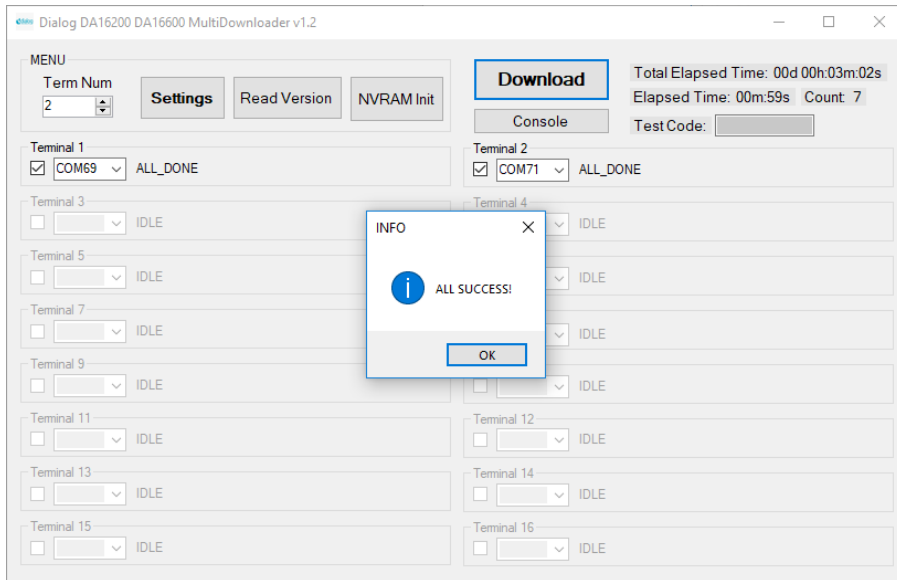 Dialog DA16200 DA16600 MultiDownloader v1.2
MENU
Term Num
2
Settings
Read Version
NVRAM Init
Download
Console
Total Elapsed Time: 00d 00h:03m:02s
Elapsed Time: 00m:59s Count: 7
Test Code:
Terminal 1
COM69 ALL_DONE
Terminal 2
COM71 ALL_DONE
Terminal 3
IDLE
Terminal 4
IDLE
Terminal 5
IDLE
IDLE
Terminal 7
IDLE
IDLE
Terminal 9
IDLE
IDLE
Terminal 11
IDLE
Terminal 12
IDLE
Terminal 13
IDLE
Terminal 14
IDLE
Terminal 15
IDLE
Terminal 16
IDLE
INFO
ALL SUCCESS!
OK